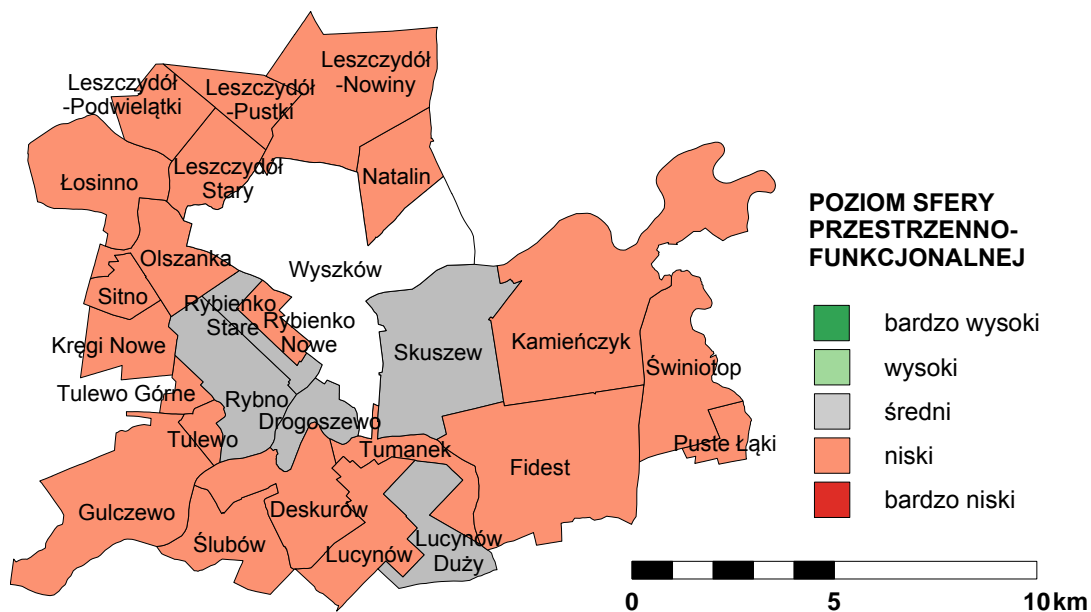 Leszczydół
-Nowiny
Leszczydół
-Podwielątki
Leszczydół
-Pustki
Leszczydół
Stary
Łosinno
Natalin
Olszanka
Wyszków
Sitno
Rybienko
Stare
Rybienko
Nowe
Kręgi Nowe
Skuszew
Kamieńczyk
Świniotop
Tulewo Górne
Rybno
Drogoszewo
Tulewo
Tumanek
Puste Łąki
Fidest
Gulczewo
Deskurów
Ślubów
Lucynów
Lucynów
Duży
POZIOM SFERY
PRZESTRZENNO-
FUNKCJONALNEJ
bardzo wysoki
wysoki
średni
niski
bardzo niski
0 5 10 km